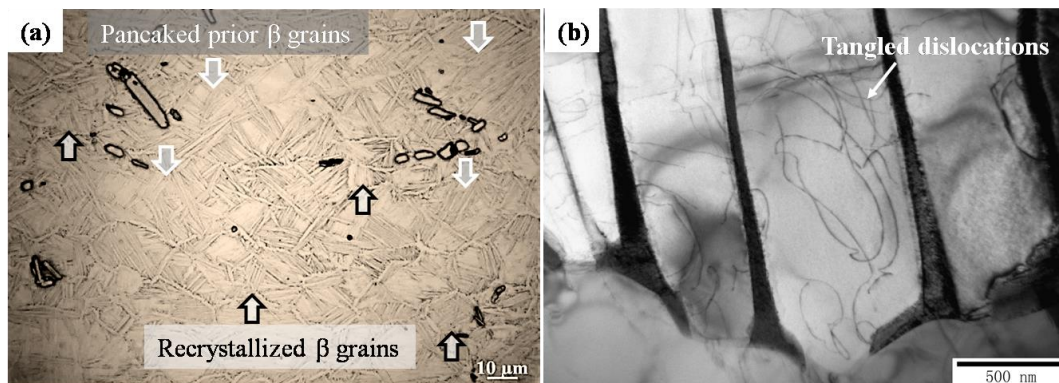 (a)
Pancaked prior β grains
Recrystallized β grains
10 μm
(b)
Tangled dislocations
500 nm